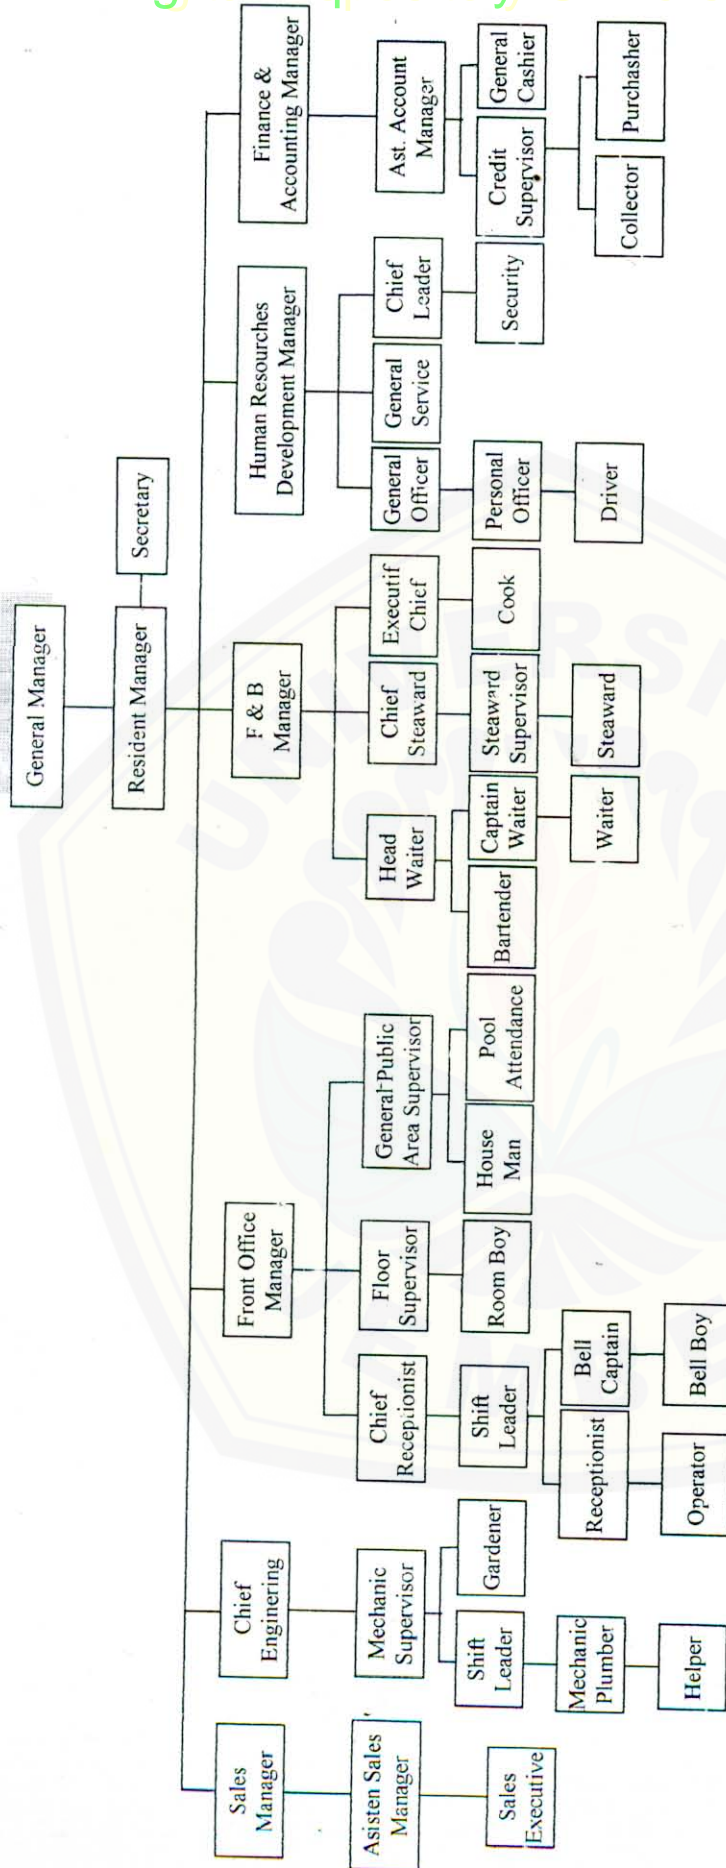 General Manager
Resident Manager
Secretary
Sales
Manager
Chief
Enginering
Front Office
Manager
F & B
Manager
Human Resourches
Development Manager
Finance &
Accounting Manager
Asisten Sales
Manager
Mechanic
Supervisor
Chief
Receptionist
Floor
Supervisor
General Public
Area Supervisor
Head
Waiter
Chief
Steaward
Executif
Chief
General
Officer
General
Service
Chief
Leader
Ast. Account
Manager
Sales
Executive
Shift
Leader
Gardener
Shift
Leader
Room Boy
House
Man
Pool
Attendance
Bartender
Captain
Waiter
Steaward
Supervisor
Cook
Personal
Officer
Security
Credit
Supervisor
General
Cashier
Mechanic
Plumber
Receptionist
Bell
Captain
Waiter
Steaward
Driver
Collector
Purchasher
Helper
Operator
Bell Boy